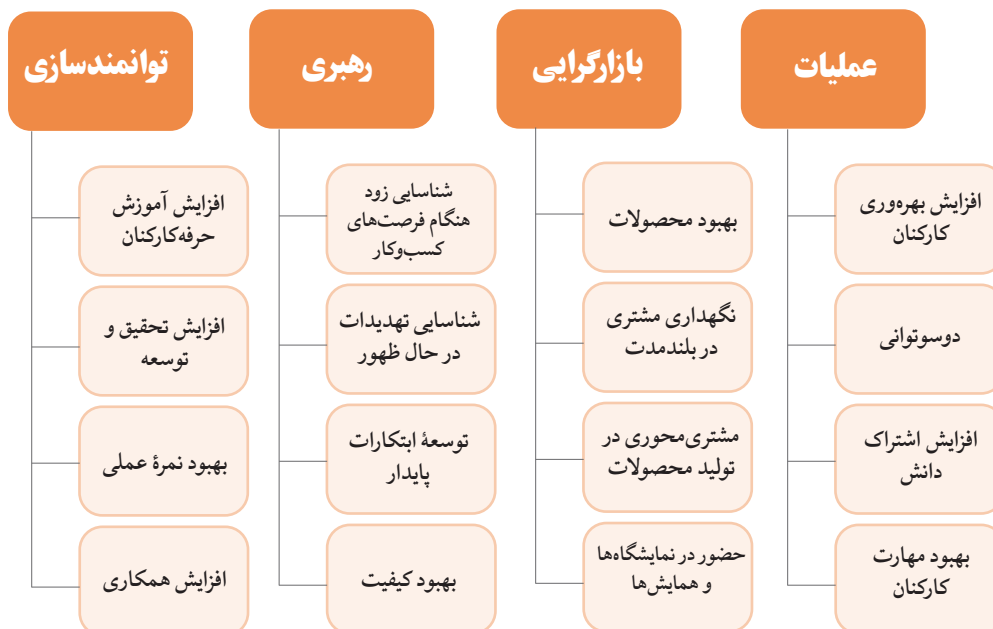 عملیات
افزایش بهره‌وری
کارکنان
دوسوتوانی
افزایش اشتراک
دانش
بهبود مهارت
کارکنان
بازارگرایی
بهبود محصولات
نگهداری مشتری
در بلندمدت
مشتری‌محوری در
تولید محصولات
حضور در نمایشگاه‌ها
و همایش‌ها
رهبری
شناسایی زود
هنگام فرصت‌های
کسب‌وکار
شناسایی تهدیدات
در حال ظهور
توسعهٔ ابتکارات
پایدار
بهبود کیفیت
توانمندسازی
افزایش آموزش
حرفه‌کارکنان
افزایش تحقیق و
توسعه
بهبود نمرهٔ عملی
افزایش همکاری